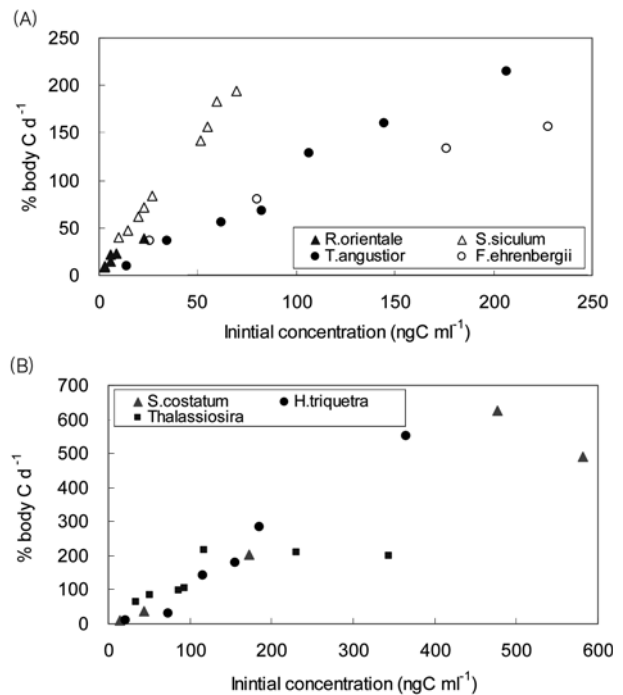 (A)
250
200
150
100
50
0
% body C d⁻¹
▲ R.orientale △ S.siculum
● T.angustior ○ F.ehrenbergii
0 50 100 150 200 250
Inintial concentration (ngC ml⁻¹)
(B)
700
600
500
400
300
200
100
0
% body C d⁻¹
▲ S.costatum ● H.triquetra
■ Thalassiosira
0 100 200 300 400 500 600
Inintial concentration (ngC ml⁻¹)